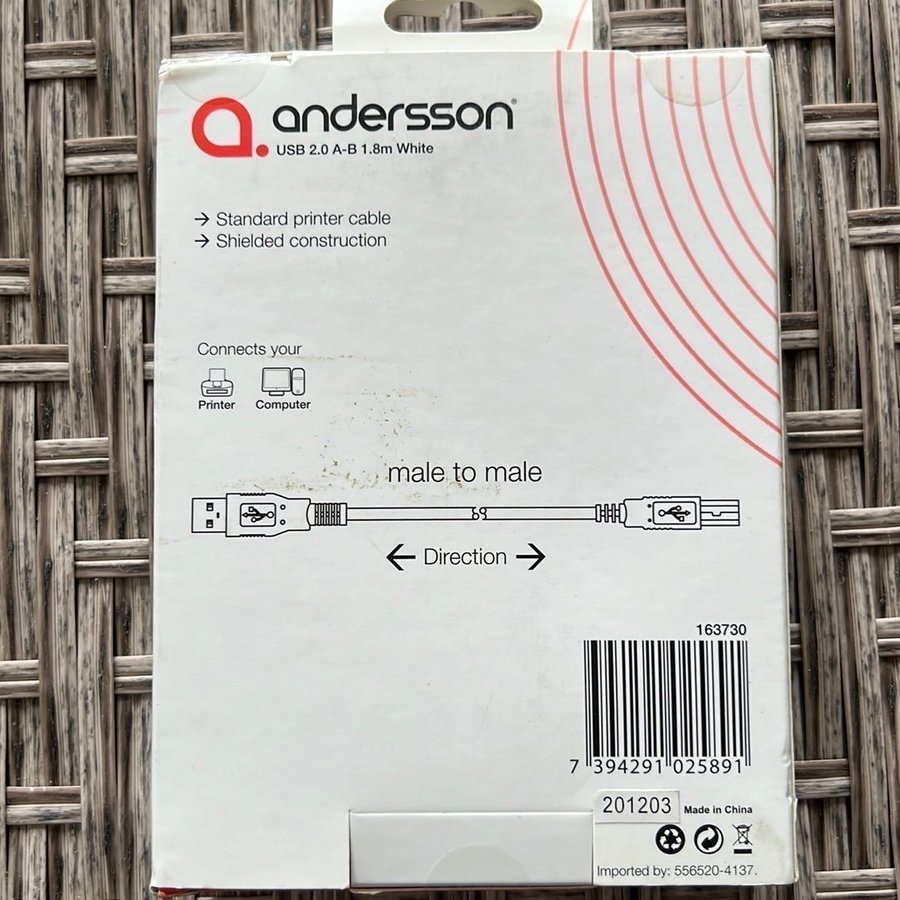 andersson®
USB 2.0 A-B 1.8m White
→ Standard printer cable
→ Shielded construction
Connects your
Printer Computer
male to male
← Direction →
163730
7 394291 025891
201203 Made in China
Imported by: 556520-4137.